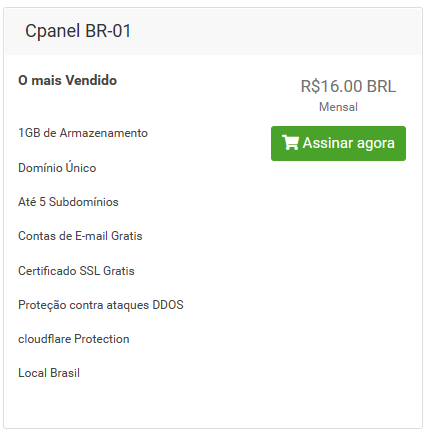 Cpanel BR-01
O mais Vendido
R$16.00 BRL
Mensal
Assinar agora
1GB de Armazenamento
Domínio Único
Até 5 Subdomínios
Contas de E-mail Gratis
Certificado SSL Gratis
Proteção contra ataques DDOS
cloudflare Protection
Local Brasil